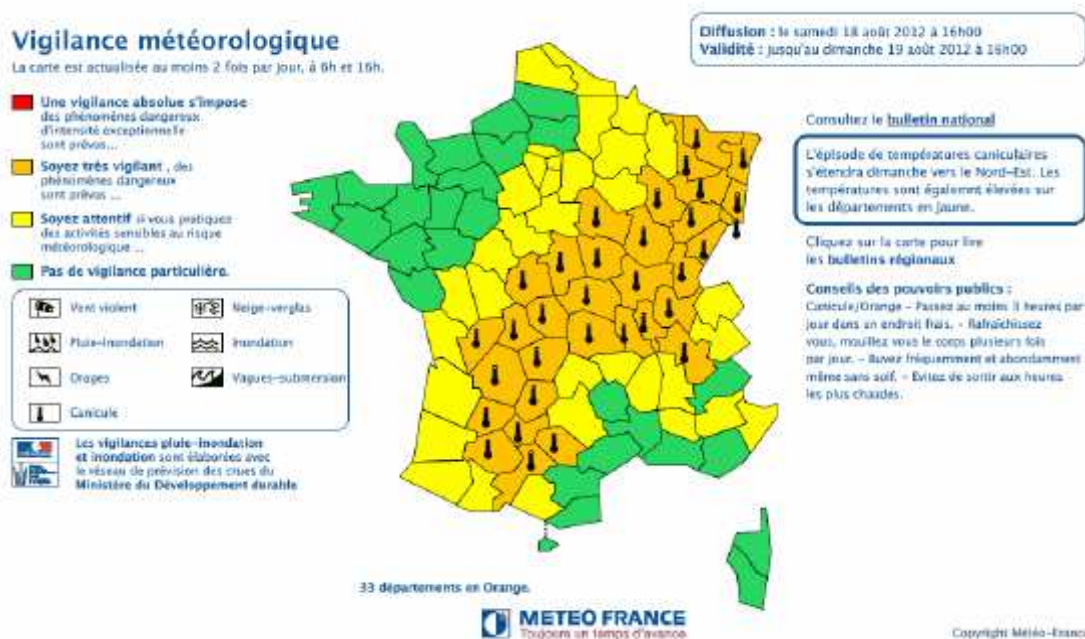 Vigilance météorologique
La carte est actualisée au moins 2 fois par jour, à 6h et 16h.
Une vigilance absolue s'impose
des phénomènes dangereux
d'intensité exceptionnelle
sont prévus...
Soyez très vigilant , des
phénomènes dangereux
sont prévus ...
Soyez attentif si vous pratiquez
des activités sensibles au risque
météorologique ...
Pas de vigilance particulière.
Vent violent
Neige-verglas
Pluie-Inondation
Inondation
Orages
Vagues-submersion
Canicule
Les vigilances pluie-inondation
et inondation sont élaborées avec
le réseau de prévision des crues du
Ministère du Développement durable
Diffusion : le samedi 18 août 2012 à 16h00
Validité : jusqu'au dimanche 19 août 2012 à 16h00
Consultez le bulletin national
L'épisode de températures caniculaires
s'étendra dimanche vers le Nord-Est. Les
températures sont égalemnt élevées sur
les départements en jaune.
Cliquez sur la carte pour lire
les bulletins régionaux
Conseils des pouvoirs publics :
Canicule/Orange - Passez au moins 3 heures par
jour dans un endroit frais. - Rafraîchissez
vous, mouillez vous le corps plusieurs fois
par jour. - Buvez fréquemment et abondamment
même sans soif. - Evitez de sortir aux heures
les plus chaudes.
33 départements en Orange.
METEO FRANCE
Toujours un temps d'avance
Copyright Météo-France